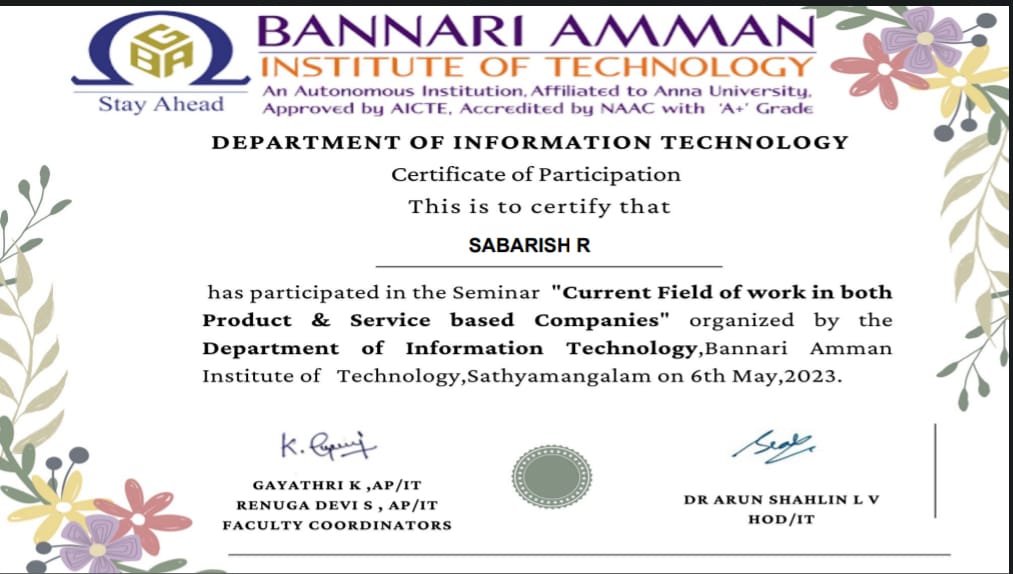 GBA
Stay Ahead
BANNARI AMMAN
INSTITUTE OF TECHNOLOGY
An Autonomous Institution, Affiliated to Anna University,
Approved by AICTE, Accredited by NAAC with 'A+' Grade
DEPARTMENT OF INFORMATION TECHNOLOGY
Certificate of Participation
This is to certify that
SABARISH R
has participated in the Seminar "Current Field of work in both
Product & Service based Companies" organized by the
Department of Information Technology,Bannari Amman
Institute of Technology,Sathyamangalam on 6th May,2023.
GAYATHRI K ,AP/IT
RENUGA DEVI S , AP/IT
FACULTY COORDINATORS
DR ARUN SHAHLIN L V
HOD/IT